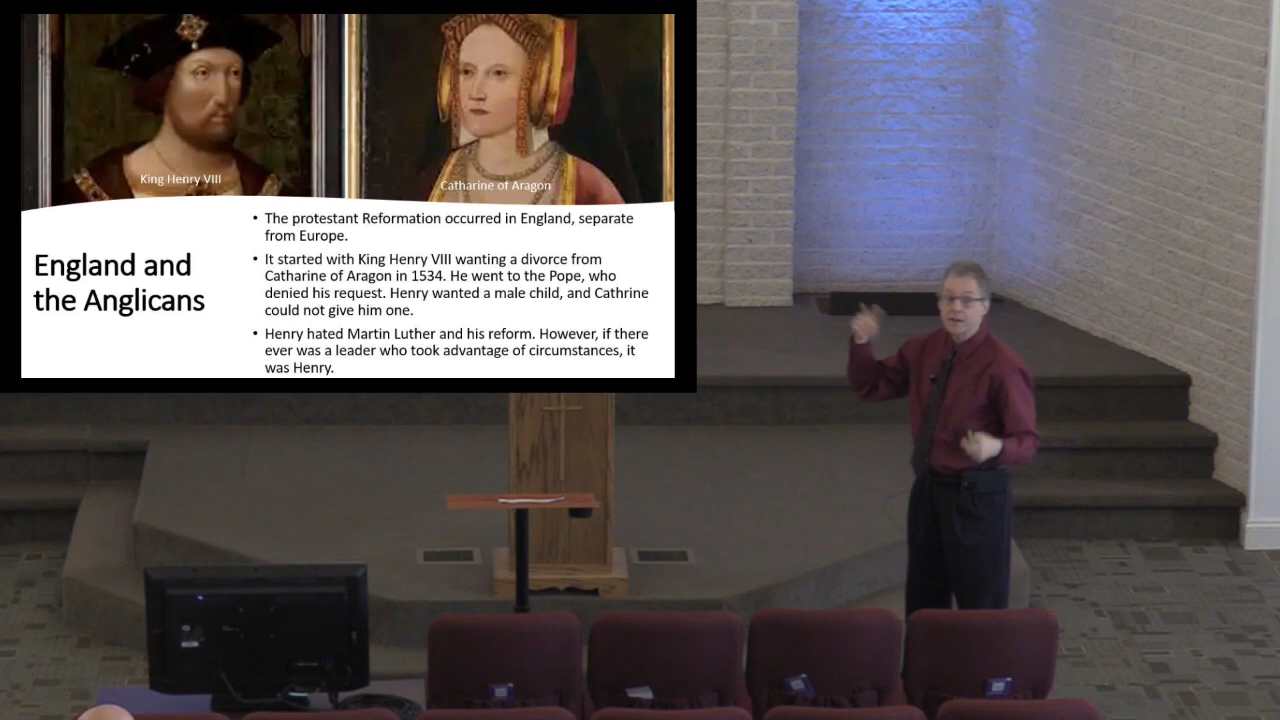 King Henry VIII
Catharine of Aragon
England and
the Anglicans
• The protestant Reformation occurred in England, separate
from Europe.
• It started with King Henry VIII wanting a divorce from
Catharine of Aragon in 1534. He went to the Pope, who
denied his request. Henry wanted a male child, and Cathrine
could not give him one.
• Henry hated Martin Luther and his reform. However, if there
ever was a leader who took advantage of circumstances, it
was Henry.